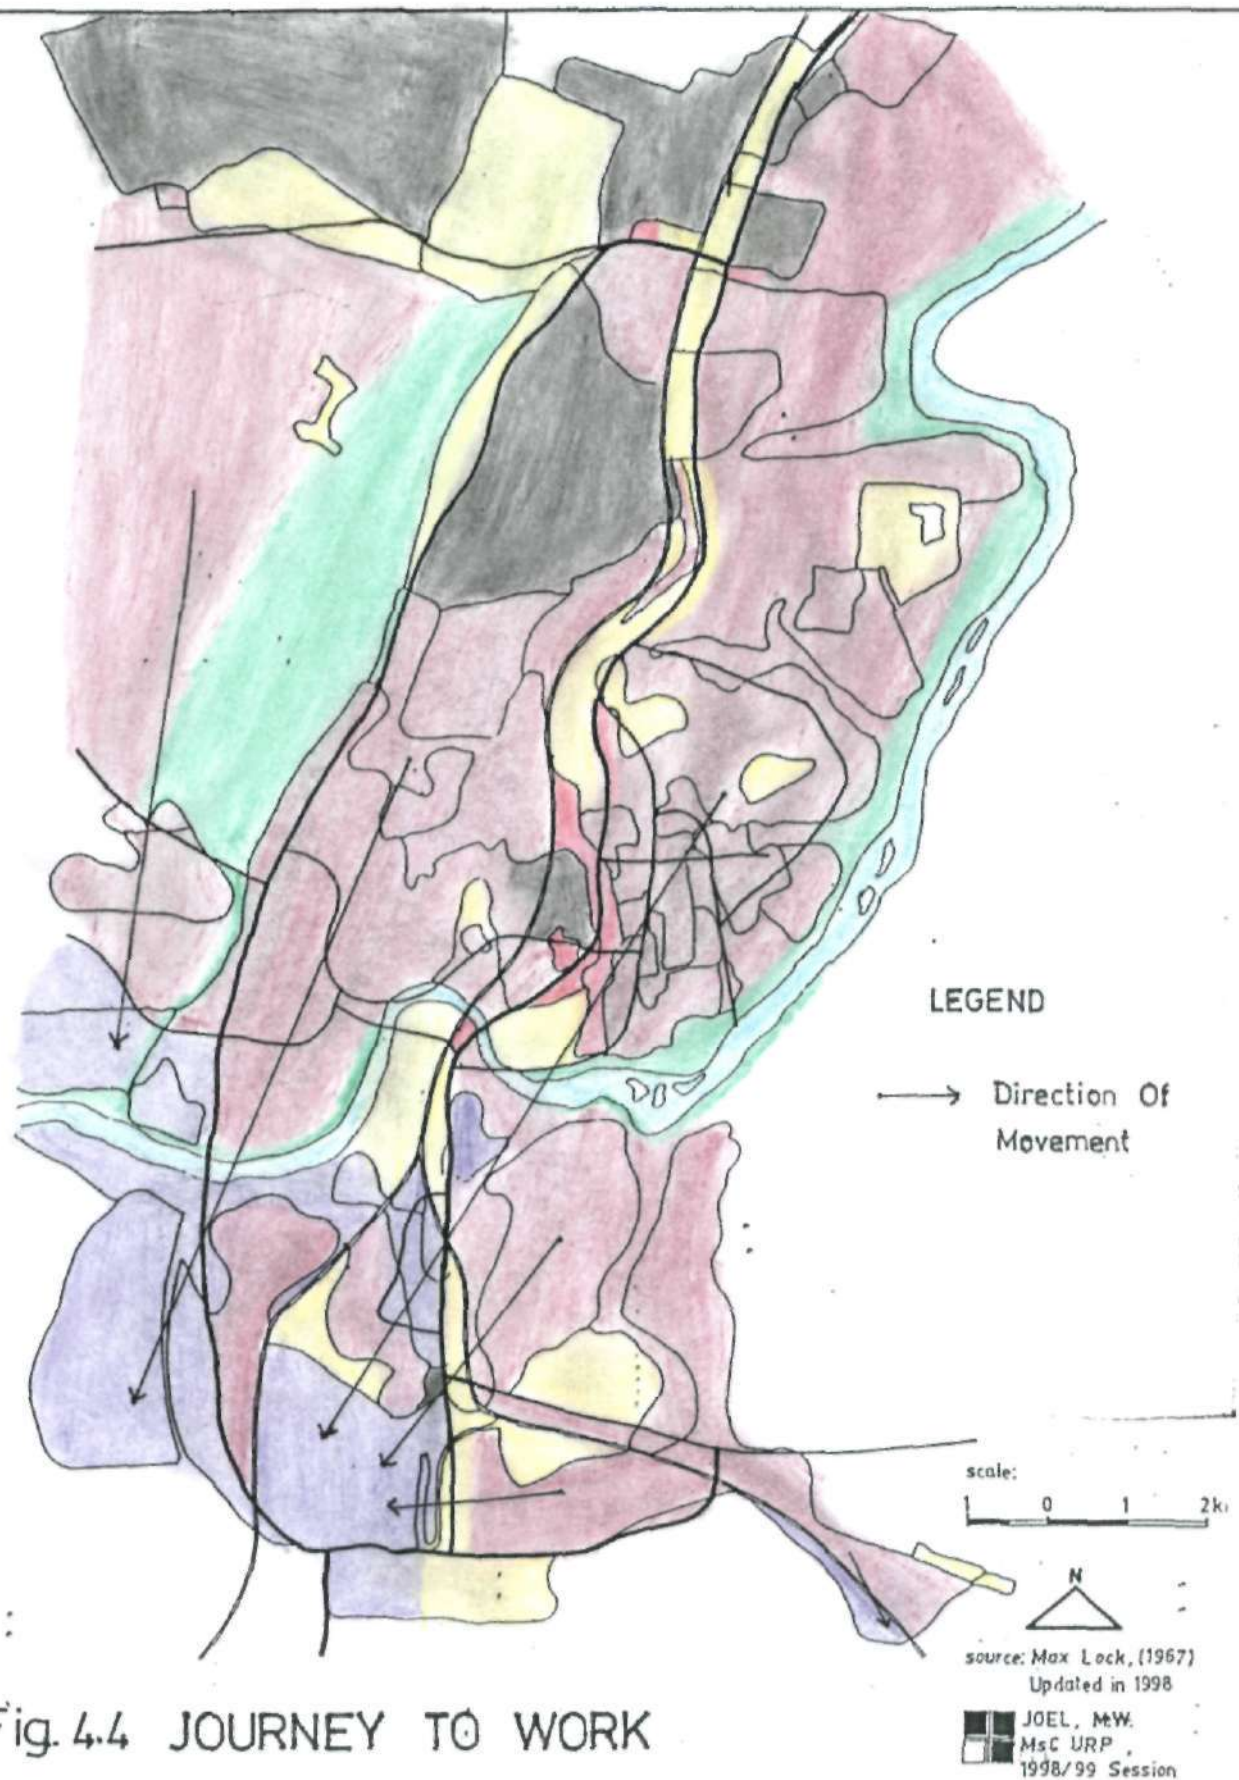 LEGEND
Direction Of
Movement
scale:
1 0 1 2k
N
source: Max Lock, (1967)
Updated in 1998
JOEL, M.W.
MsC URP,
1998/99 Session
Fig. 4.4 JOURNEY TO WORK